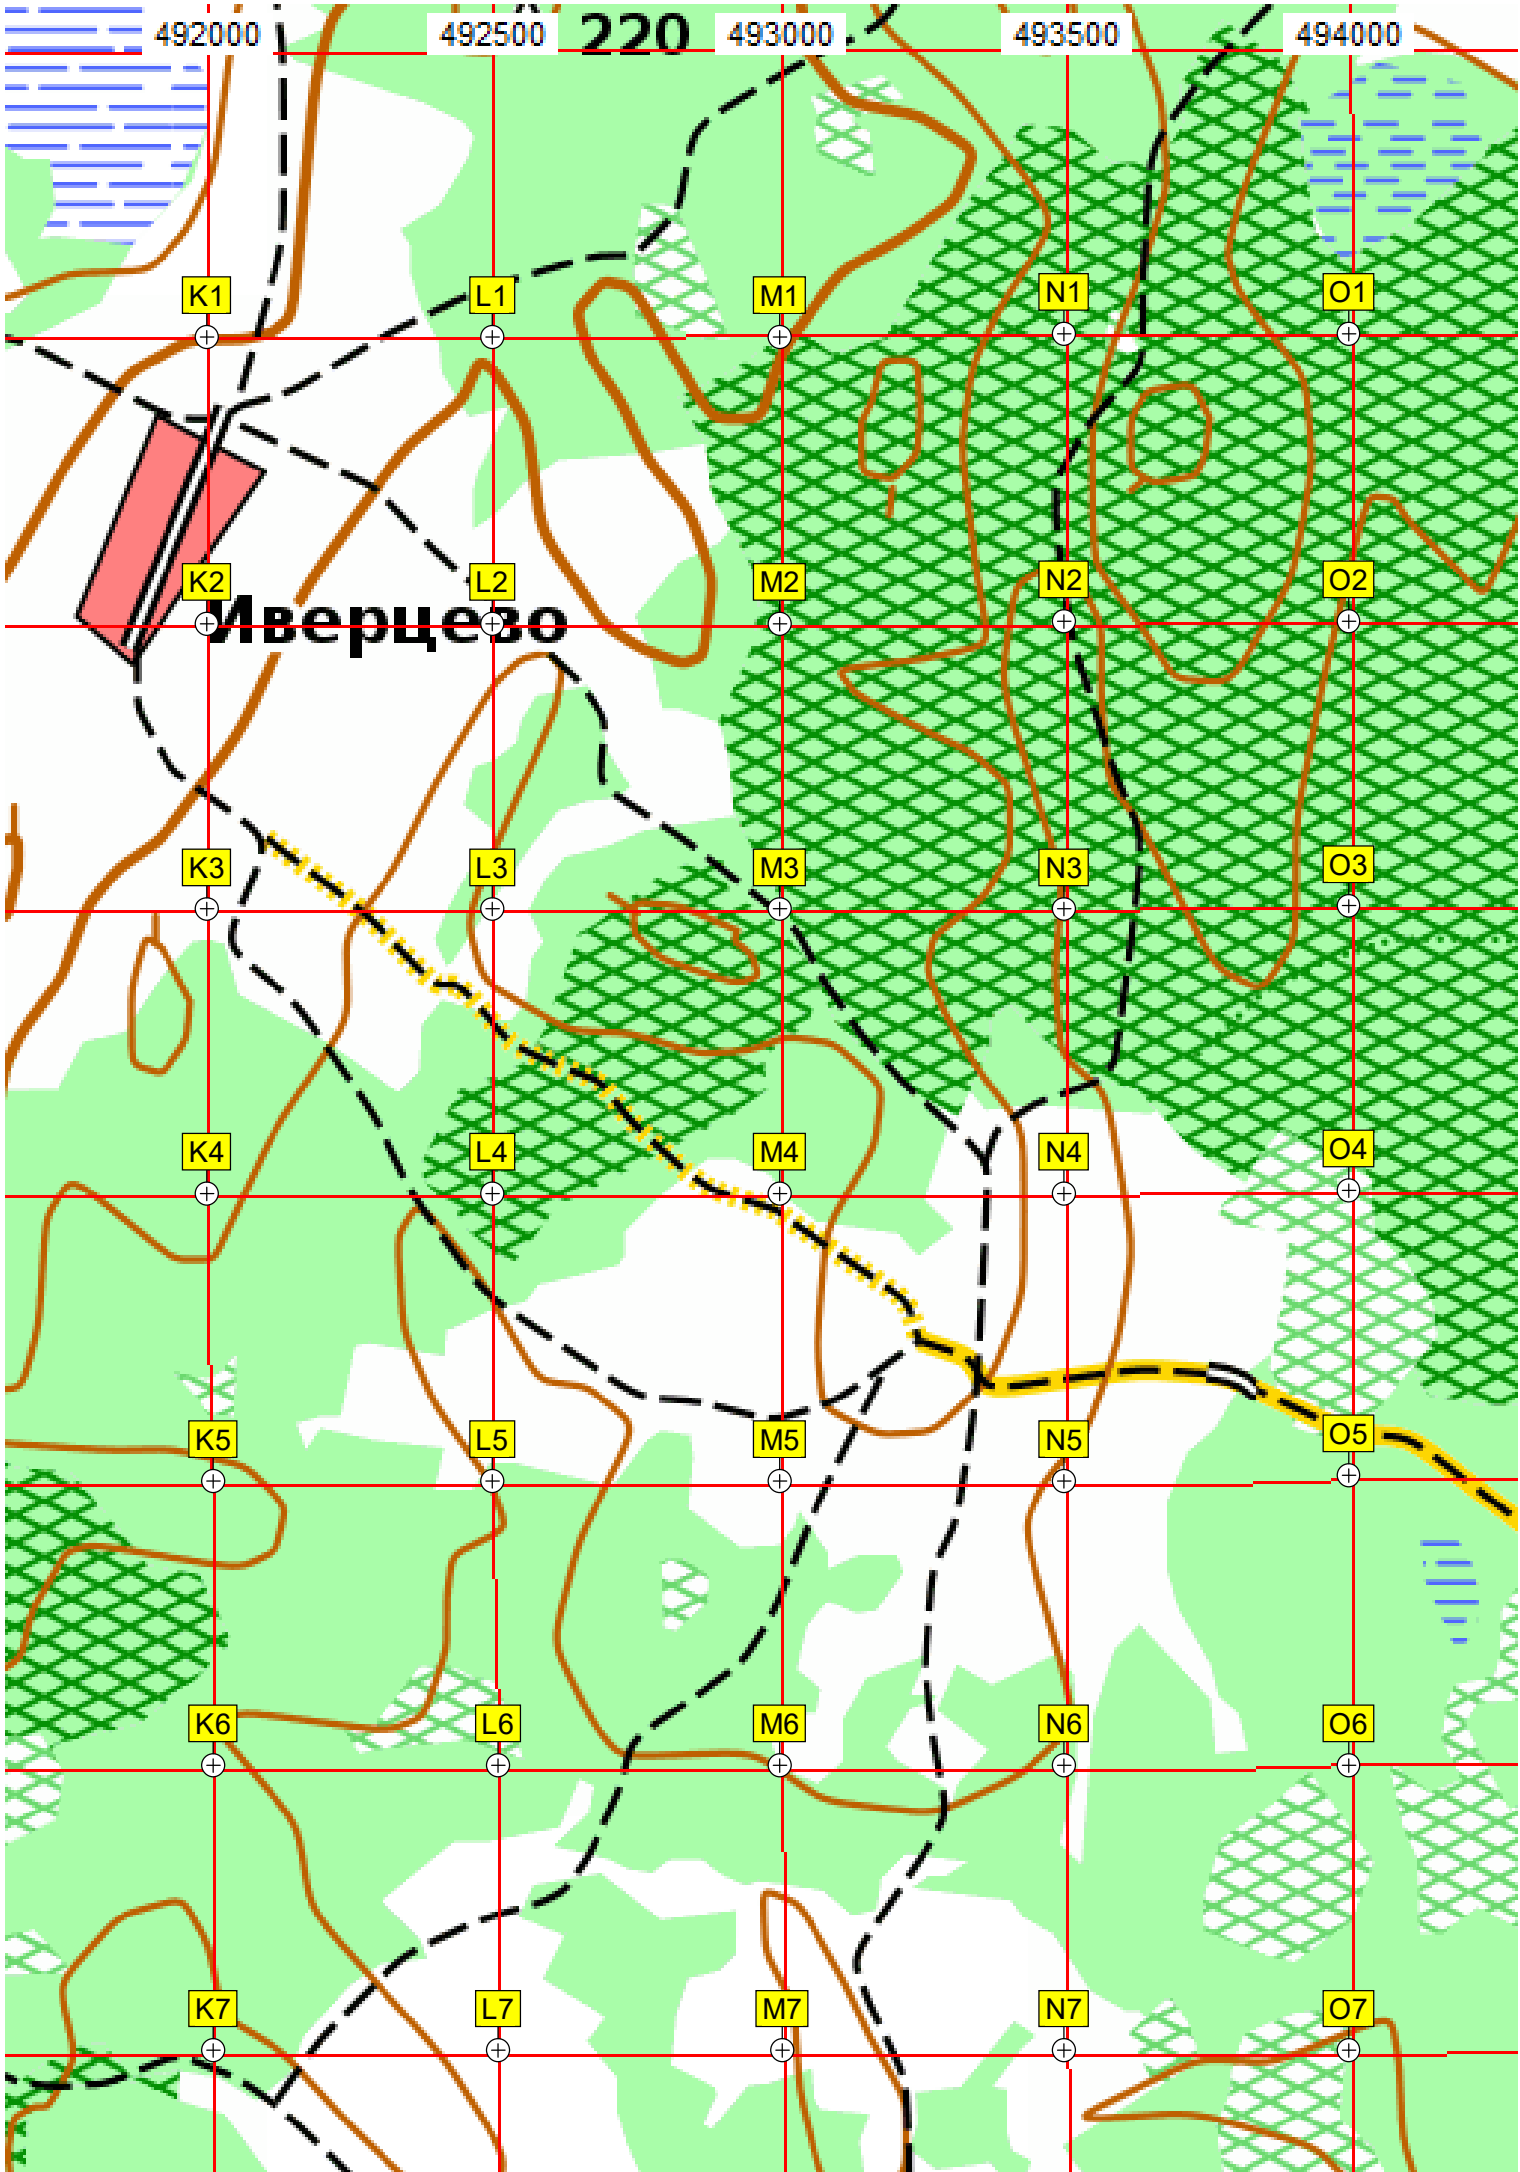 492000 492500 220 493000 493500 494000
K1 L1 M1 N1 O1
K2 L2 M2 N2 O2
Иверцево
K3 L3 M3 N3 O3
K4 L4 M4 N4 O4
K5 L5 M5 N5 O5
K6 L6 M6 N6 O6
K7 L7 M7 N7 O7